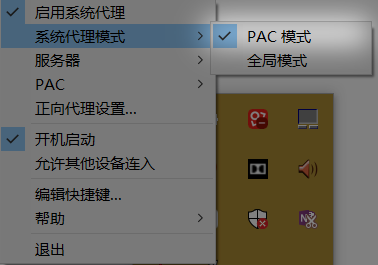 启用系统代理
系统代理模式
PAC 模式
服务器
全局模式
PAC
正向代理设置...
开机启动
允许其他设备连入
编辑快捷键...
帮助
退出